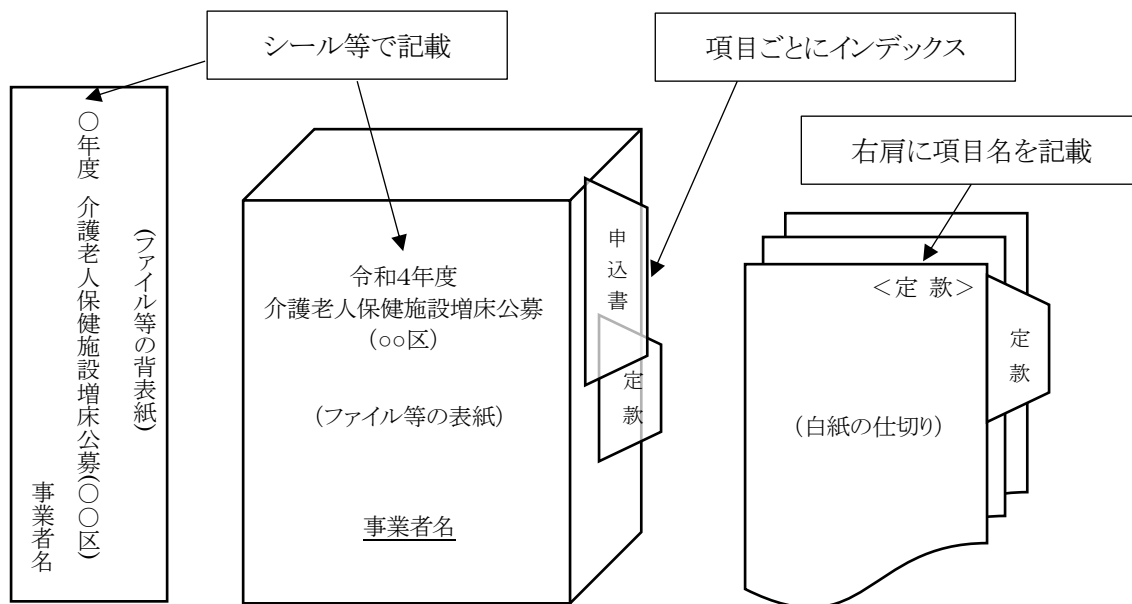 シール等で記載
項目ごとにインデックス
右肩に項目名を記載
(ファイル等の背表紙)
〇年度 介護老人保健施設増床公募(〇〇区)
事業者名
令和4年度
介護老人保健施設増床公募
(○○区)
(ファイル等の表紙)
事業者名
申込書
定款
＜定 款＞
定款
(白紙の仕切り)